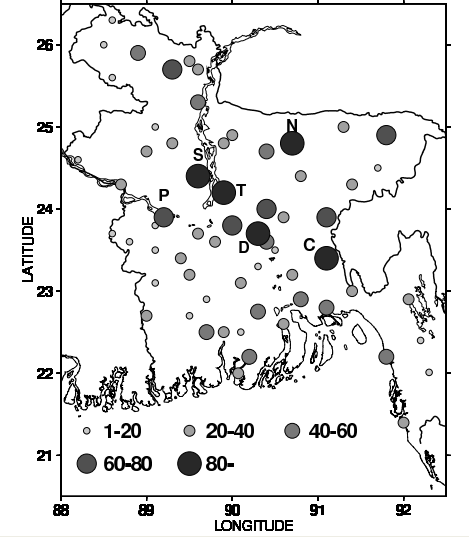 26
25
N
S
T
P
24
D
C
23
22
1-20 20-40 40-60
60-80 80-
21
88 89 90 91 92
LONGITUDE
LATITUDE